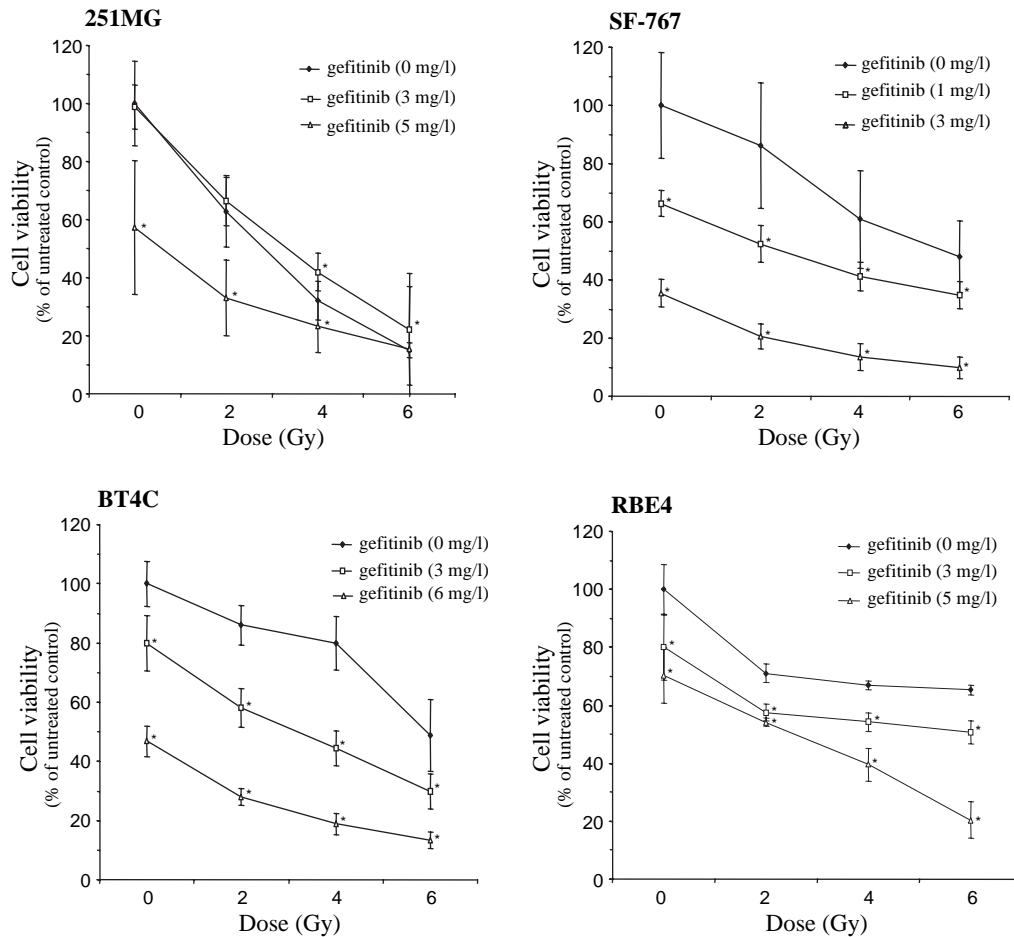 251MG
120
100
80
60
40
20
0
Cell viability
(% of untreated control)
gefitinib (0 mg/l)
gefitinib (3 mg/l)
gefitinib (5 mg/l)
*
*
*
*
*
0
2
4
6
Dose (Gy)
SF-767
120
100
80
60
40
20
0
Cell viability
(% of untreated control)
gefitinib (0 mg/l)
gefitinib (1 mg/l)
gefitinib (3 mg/l)
*
*
*
*
*
*
*
*
0
2
4
6
Dose (Gy)
BT4C
120
100
80
60
40
20
0
Cell viability
(% of untreated control)
gefitinib (0 mg/l)
gefitinib (3 mg/l)
gefitinib (6 mg/l)
*
*
*
*
*
*
*
*
0
2
4
6
Dose (Gy)
RBE4
120
100
80
60
40
20
0
Cell viability
(% of untreated control)
gefitinib (0 mg/l)
gefitinib (3 mg/l)
gefitinib (5 mg/l)
*
*
*
*
*
*
*
*
0
2
4
6
Dose (Gy)